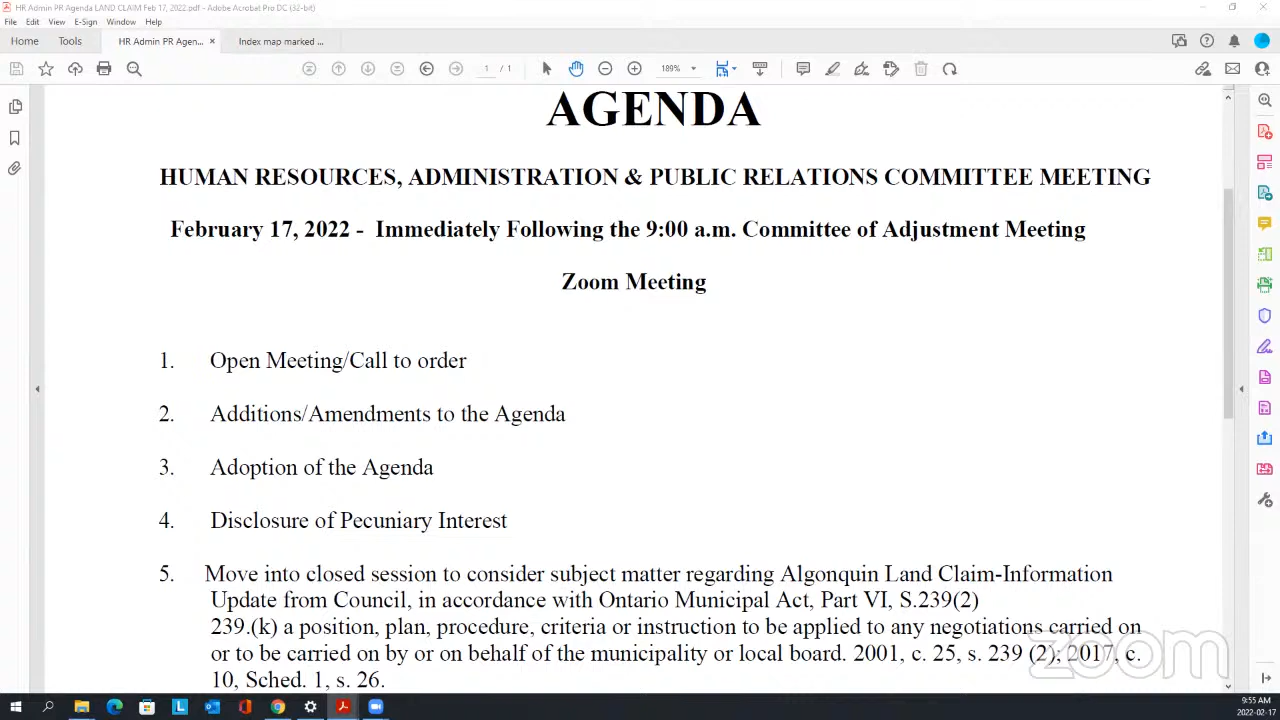 HR Admin PR Agenda LAND CLAIM Feb 17, 2022.pdf - Adobe Acrobat Pro DC (32-bit)
File Edit View E-Sign Window Help
Home Tools HR Admin PR Agen... × Index map marked ...
1 / 1 189%
AGENDA
HUMAN RESOURCES, ADMINISTRATION & PUBLIC RELATIONS COMMITTEE MEETING
February 17, 2022 - Immediately Following the 9:00 a.m. Committee of Adjustment Meeting
Zoom Meeting
1. Open Meeting/Call to order
2. Additions/Amendments to the Agenda
3. Adoption of the Agenda
4. Disclosure of Pecuniary Interest
5. Move into closed session to consider subject matter regarding Algonquin Land Claim-Information
Update from Council, in accordance with Ontario Municipal Act, Part VI, S.239(2)
239.(k) a position, plan, procedure, criteria or instruction to be applied to any negotiations carried on
or to be carried on by or on behalf of the municipality or local board. 2001, c. 25, s. 239 (2); 2017, c.
10, Sched. 1, s. 26.
zoom
9:55 AM
2022-02-17